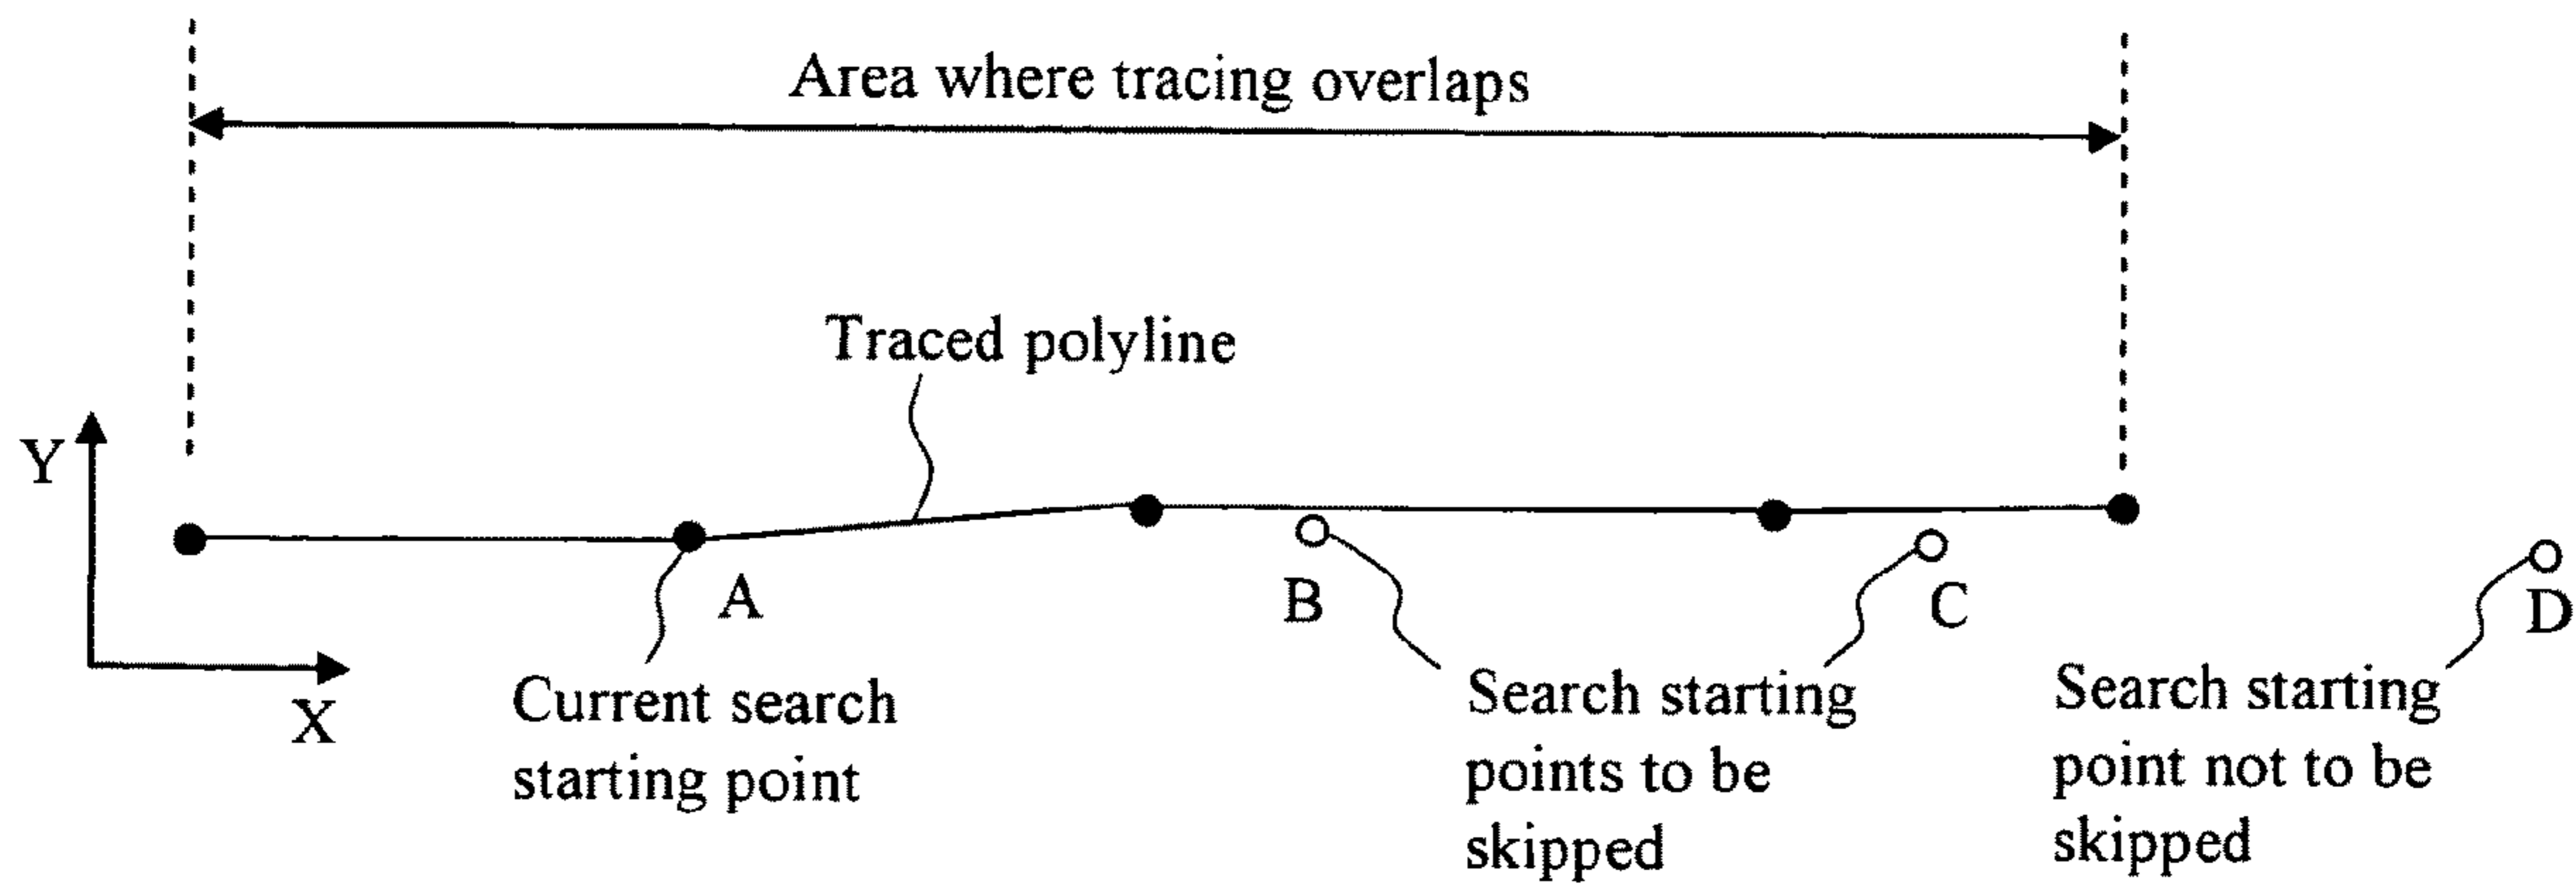 Area where tracing overlaps
Traced polyline
Y
X
A
B
C
D
Current search
starting point
Search starting
points to be
skipped
Search starting
point not to be
skipped